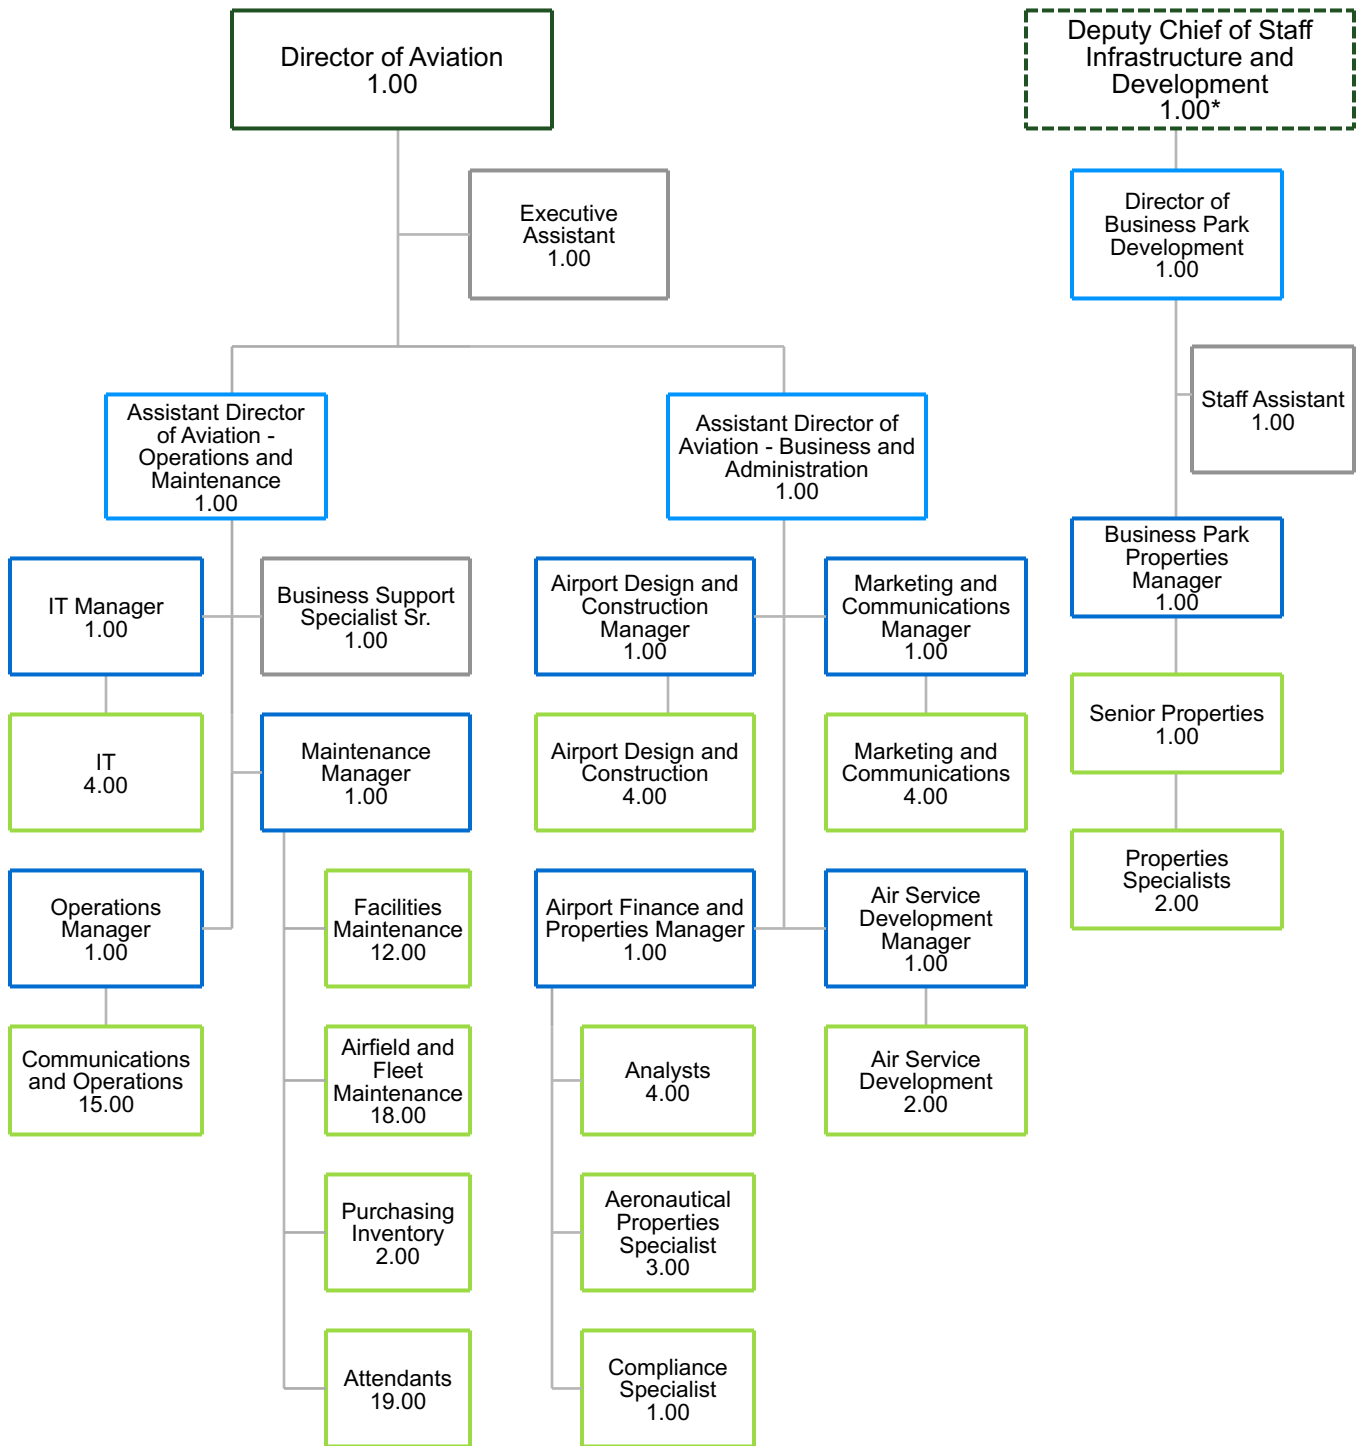 Director of Aviation
1.00
Deputy Chief of Staff
Infrastructure and
Development
1.00*
Executive
Assistant
1.00
Director of
Business Park
Development
1.00
Staff Assistant
1.00
Assistant Director
of Aviation -
Operations and
Maintenance
1.00
Assistant Director of
Aviation - Business and
Administration
1.00
Business Park
Properties
Manager
1.00
IT Manager
1.00
Business Support
Specialist Sr.
1.00
Airport Design and
Construction
Manager
1.00
Marketing and
Communications
Manager
1.00
Senior Properties
1.00
IT
4.00
Maintenance
Manager
1.00
Airport Design and
Construction
4.00
Marketing and
Communications
4.00
Properties
Specialists
2.00
Operations
Manager
1.00
Facilities
Maintenance
12.00
Airport Finance and
Properties Manager
1.00
Air Service
Development
Manager
1.00
Communications
and Operations
15.00
Airfield and
Fleet
Maintenance
18.00
Analysts
4.00
Air Service
Development
2.00
Purchasing
Inventory
2.00
Aeronautical
Properties
Specialist
3.00
Attendants
19.00
Compliance
Specialist
1.00